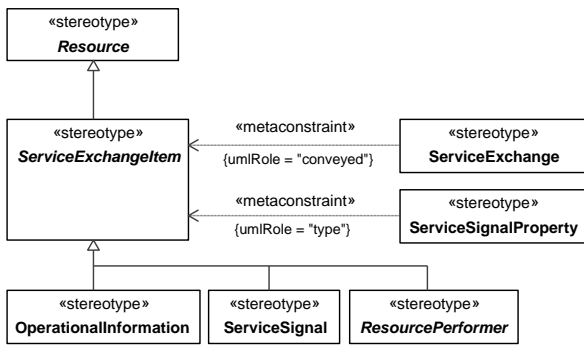 «stereotype»
Resource
«stereotype»
ServiceExchangeItem
«metaconstraint»
{umlRole = "conveyed"}
«stereotype»
ServiceExchange
«metaconstraint»
{umlRole = "type"}
«stereotype»
ServiceSignalProperty
«stereotype»
OperationalInformation
«stereotype»
ServiceSignal
«stereotype»
ResourcePerformer